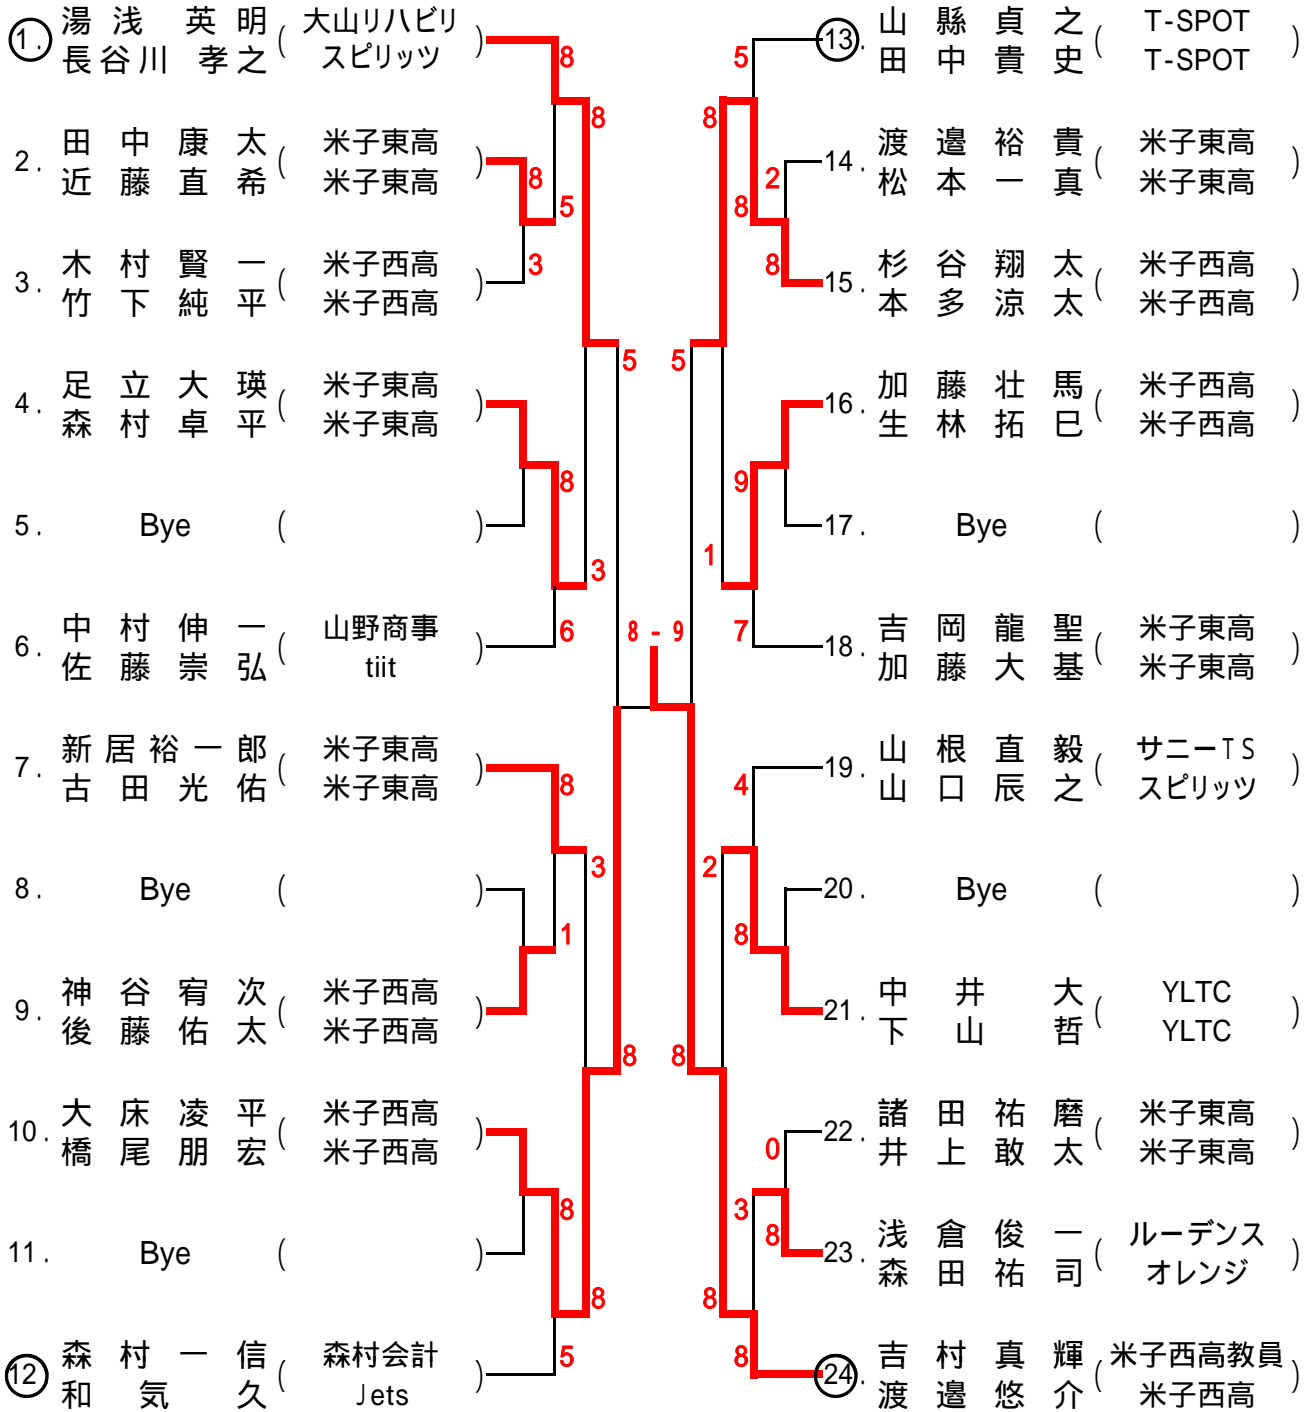 1. 湯浅 英明 ( 大山リハビリ )
長谷川 孝之 スピリッツ
2. 田中康太 ( 米子東高 )
近藤直希 米子東高
3. 木村賢一 ( 米子西高 )
竹下純平 米子西高
4. 足立大瑛 ( 米子東高 )
森村卓平 米子東高
5. Bye ( )
6. 中村伸一 ( 山野商事 )
佐藤崇弘 tiit
7. 新居裕一郎 ( 米子東高 )
古田光佑 米子東高
8. Bye ( )
9. 神谷宥次 ( 米子西高 )
後藤佑太 米子西高
10. 大床凌平 ( 米子西高 )
橋尾朋宏 米子西高
11. Bye ( )
12 森村一信 ( 森村会計 )
和気久 Jets
8
8
8
5
3
5
8
3
6
8 - 9
8
3
1
8
8
8
5
5
8
2
8
8
5
9
1
7
4
2
8
8
0
3
8
8
8
13. 山縣貞之 ( T-SPOT )
田中貴史 T-SPOT
14. 渡邉裕貴 ( 米子東高 )
松本一真 米子東高
15. 杉谷翔太 ( 米子西高 )
本多涼太 米子西高
16. 加藤壮馬 ( 米子西高 )
生林拓巳 米子西高
17. Bye ( )
18. 吉岡龍聖 ( 米子東高 )
加藤大基 米子東高
19. 山根直毅 ( サニーTS )
山口辰之 スピリッツ
20. Bye ( )
21. 中井大 ( YLTC )
下山哲 YLTC
22. 諸田祐磨 ( 米子東高 )
井上敢太 米子東高
23. 浅倉俊一 ( ルーデンス )
森田祐司 オレンジ
24. 吉村真輝 ( 米子西高教員 )
渡邉悠介 米子西高